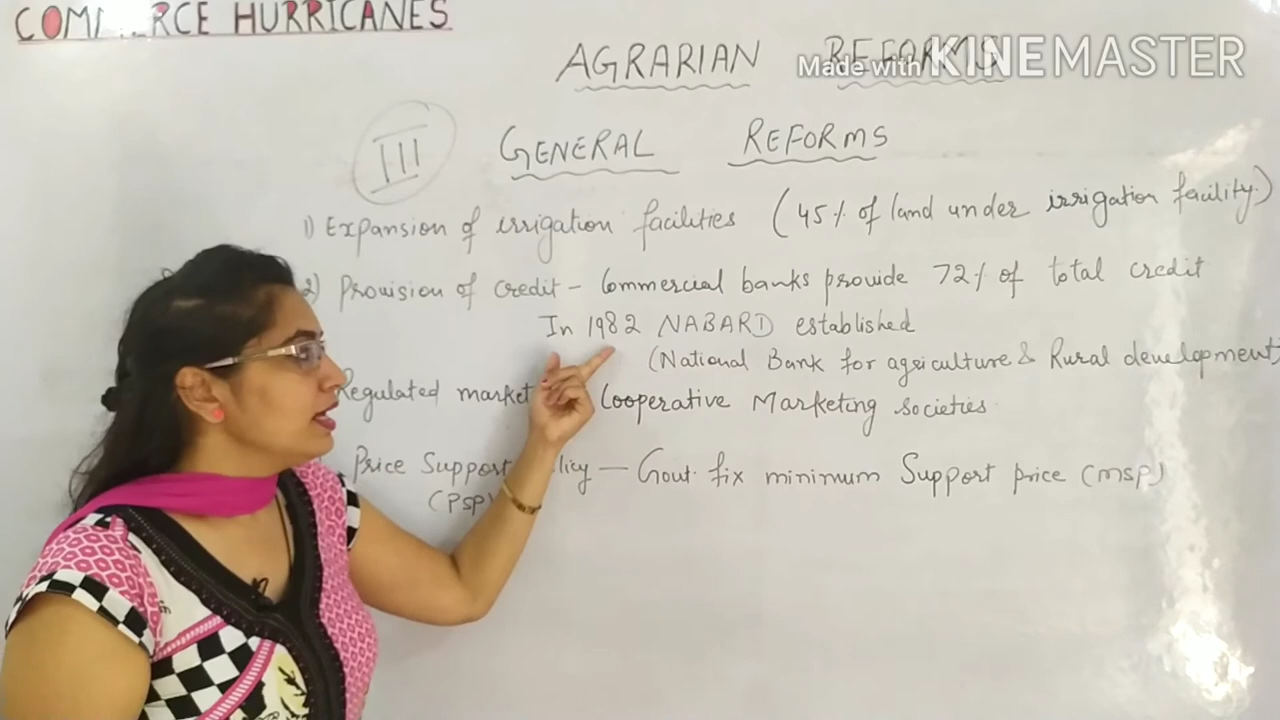 COMMERCE HURRICANES
AGRARIAN REFORMS
Made with KINEMASTER
III GENERAL REFORMS
1) Expansion of irrigation facilities (45% of land under irrigation facility)
2) Provision of credit - Commercial banks provide 72% of total credit
In 1982 NABARD established
(National Bank for agriculture & Rural development)
Regulated market Cooperative Marketing societies
Price Support Policy — Govt. fix minimum Support price (MSP)
(PSP)